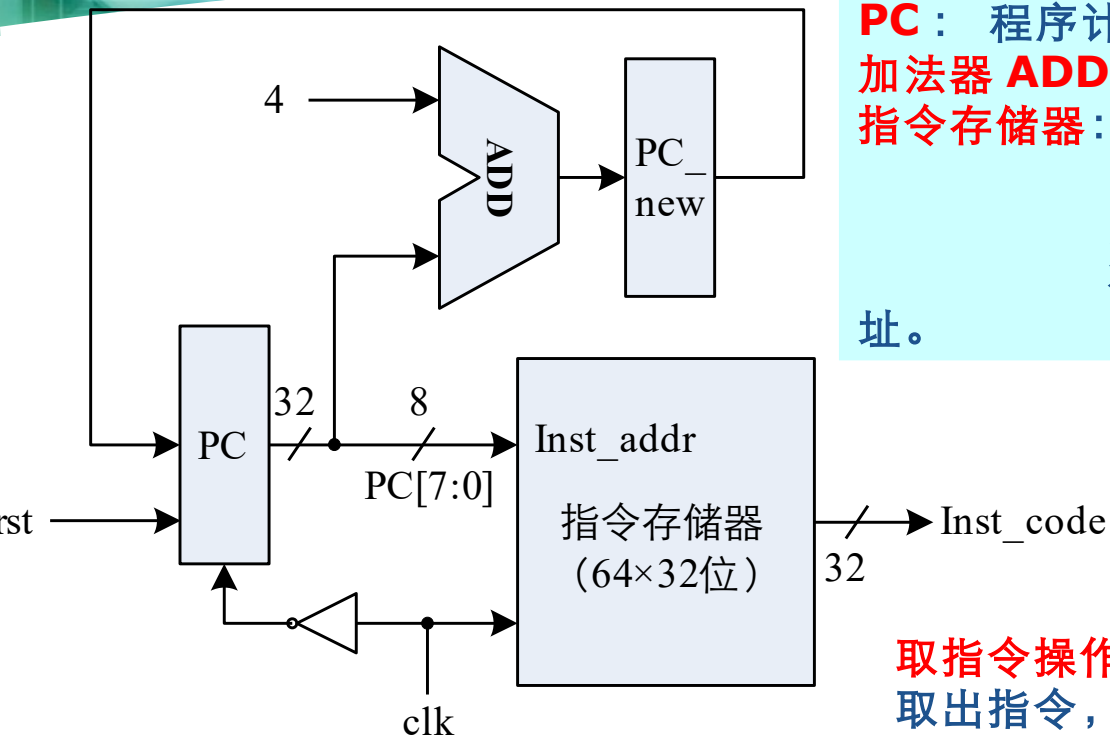 PC： 程序计
加法器 ADD
指令存储器：
址。
4
ADD
PC_
new
32
8
PC
PC[7:0]
Inst_addr
指令存储器
（64×32位）
rst
Inst_code
32
clk
取指令操作
取出指令，